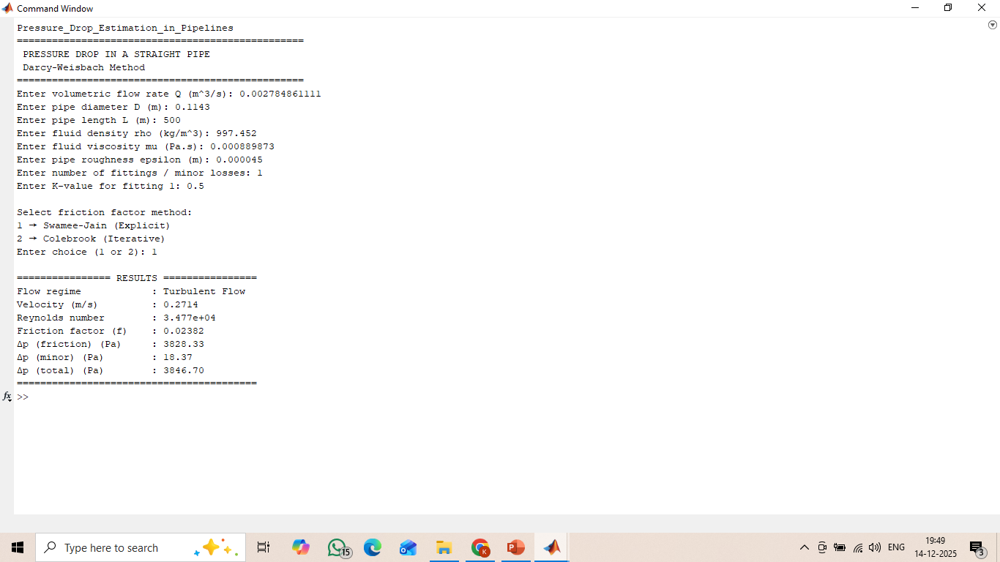 Command Window
Pressure_Drop_Estimation_in_Pipelines
=================================================
PRESSURE DROP IN A STRAIGHT PIPE
Darcy-Weisbach Method
=================================================
Enter volumetric flow rate Q (m^3/s): 0.002784861111
Enter pipe diameter D (m): 0.1143
Enter pipe length L (m): 500
Enter fluid density rho (kg/m^3): 997.452
Enter fluid viscosity mu (Pa.s): 0.000889873
Enter pipe roughness epsilon (m): 0.000045
Enter number of fittings / minor losses: 1
Enter K-value for fitting 1: 0.5
Select friction factor method:
1 → Swamee-Jain (Explicit)
2 → Colebrook (Iterative)
Enter choice (1 or 2): 1
================ RESULTS ================
Flow regime : Turbulent Flow
Velocity (m/s) : 0.2714
Reynolds number : 3.477e+04
Friction factor (f) : 0.02382
Δp (friction) (Pa) : 3828.33
Δp (minor) (Pa) : 18.37
Δp (total) (Pa) : 3846.70
=========================================
fx >>
Type here to search
15
K
P
ENG
19:49
14-12-2025
3